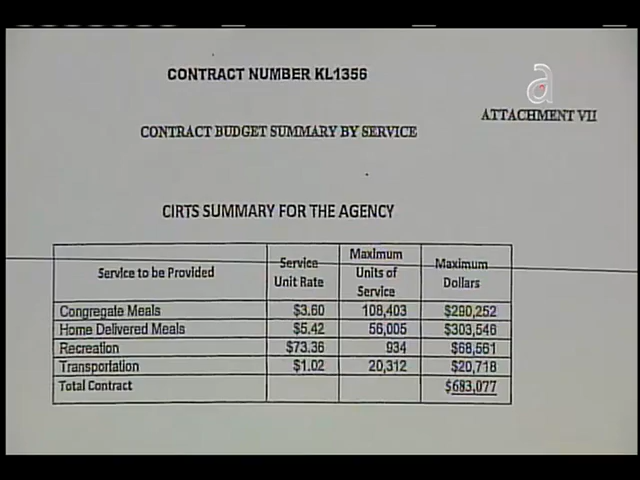 a
CONTRACT NUMBER KL1356
ATTACHMENT VII
CONTRACT BUDGET SUMMARY BY SERVICE
CIRTS SUMMARY FOR THE AGENCY
Service to be Provided Service Unit Rate Maximum Units of Service Maximum Dollars
Congregate Meals $3.60 108,403 $290,252
Home Delivered Meals $5.42 56,005 $303,546
Recreation $73.36 934 $68,561
Transportation $1.02 20,312 $20,718
Total Contract $683,077